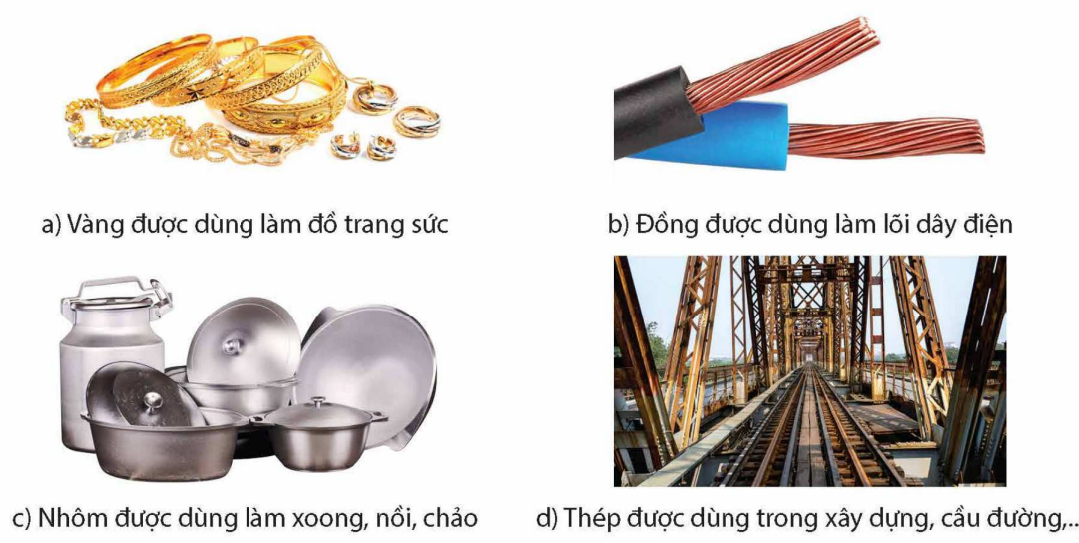 a) Vàng được dùng làm đồ trang sức
b) Đồng được dùng làm lõi dây điện
c) Nhôm được dùng làm xoong, nồi, chảo
d) Thép được dùng trong xây dựng, cầu đường,..